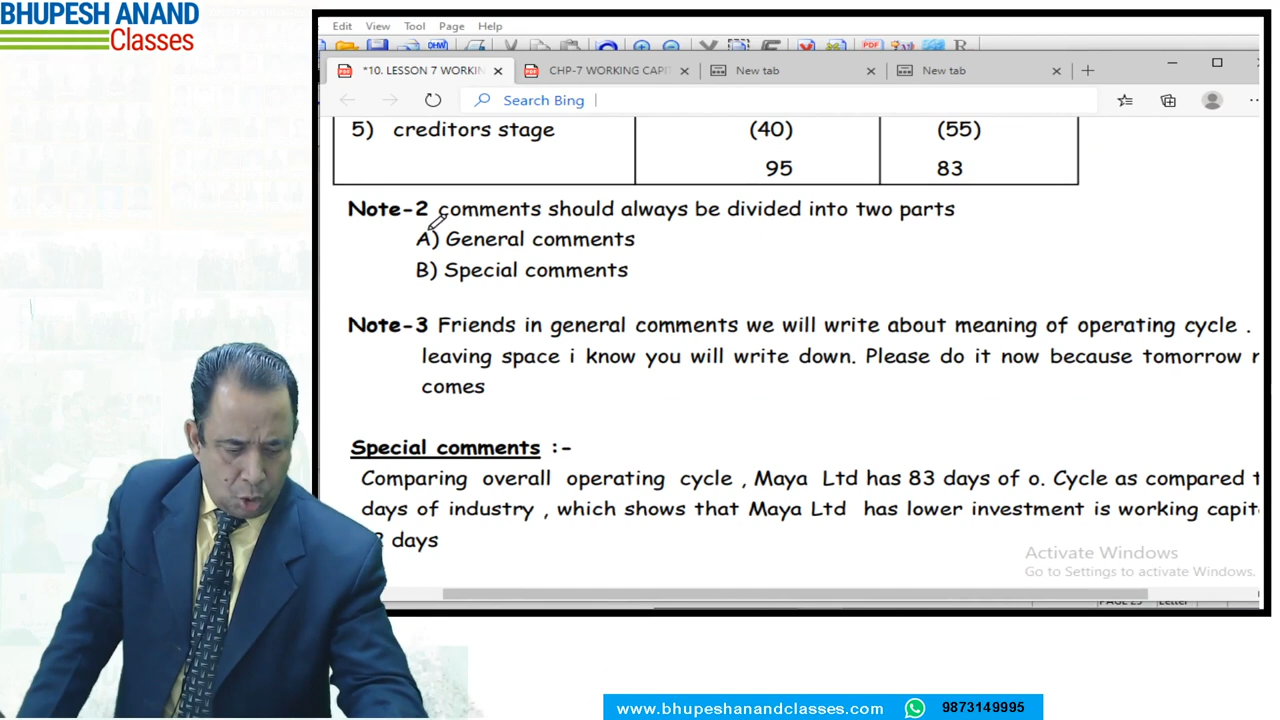 BHUPESH ANAND
Classes
Edit View Tool Page Help
*10. LESSON 7 WORKIN
CHP-7 WORKING CAPI
New tab
New tab
Search Bing
5) creditors stage (40) (55)
95 83
Note-2 comments should always be divided into two parts
A) General comments
B) Special comments
Note-3 Friends in general comments we will write about meaning of operating cycle .
leaving space i know you will write down. Please do it now because tomorrow
comes
Special comments :-
Comparing overall operating cycle , Maya Ltd has 83 days of o. Cycle as compared
days of industry , which shows that Maya Ltd has lower investment is working
days
Activate Windows
Go to Settings to activate Windows.
www.bhupeshanandclasses.com 9873149995